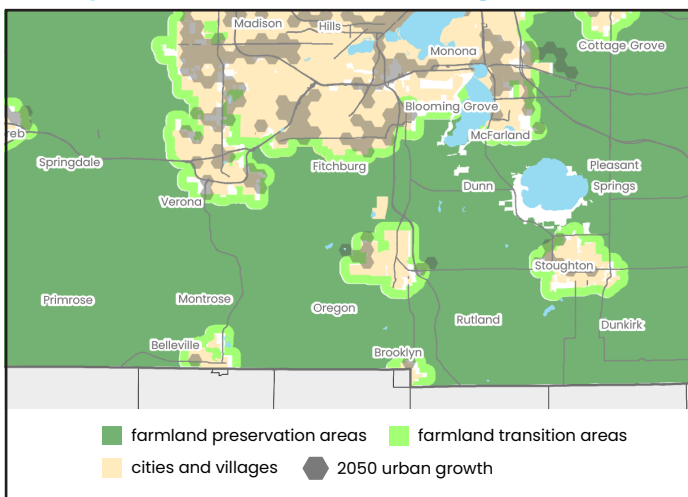 Madison
Hills
Monona
Cottage Grove
Blooming Grove
McFarland
reb
Springdale
Fitchburg
Pleasant
Springs
Dunn
Verona
Stoughton
Primrose
Montrose
Oregon
Rutland
Dunkirk
Belleville
Brooklyn
farmland preservation areas
farmland transition areas
cities and villages
2050 urban growth